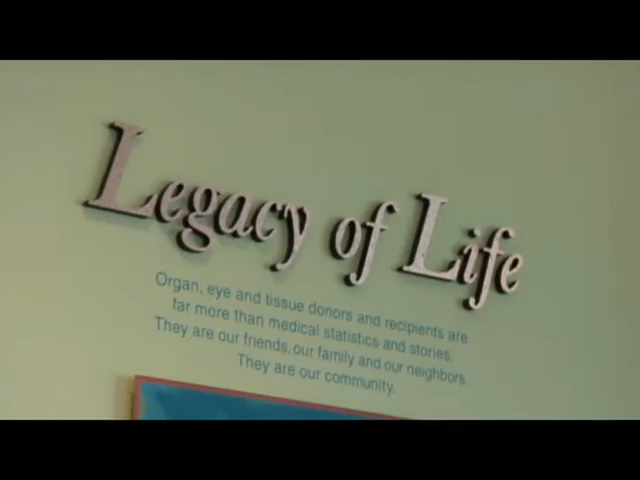 Legacy of Life
Organ, eye and tissue donors and recipients are
far more than medical statistics and stories.
They are our friends, our family and our neighbors.
They are our community.